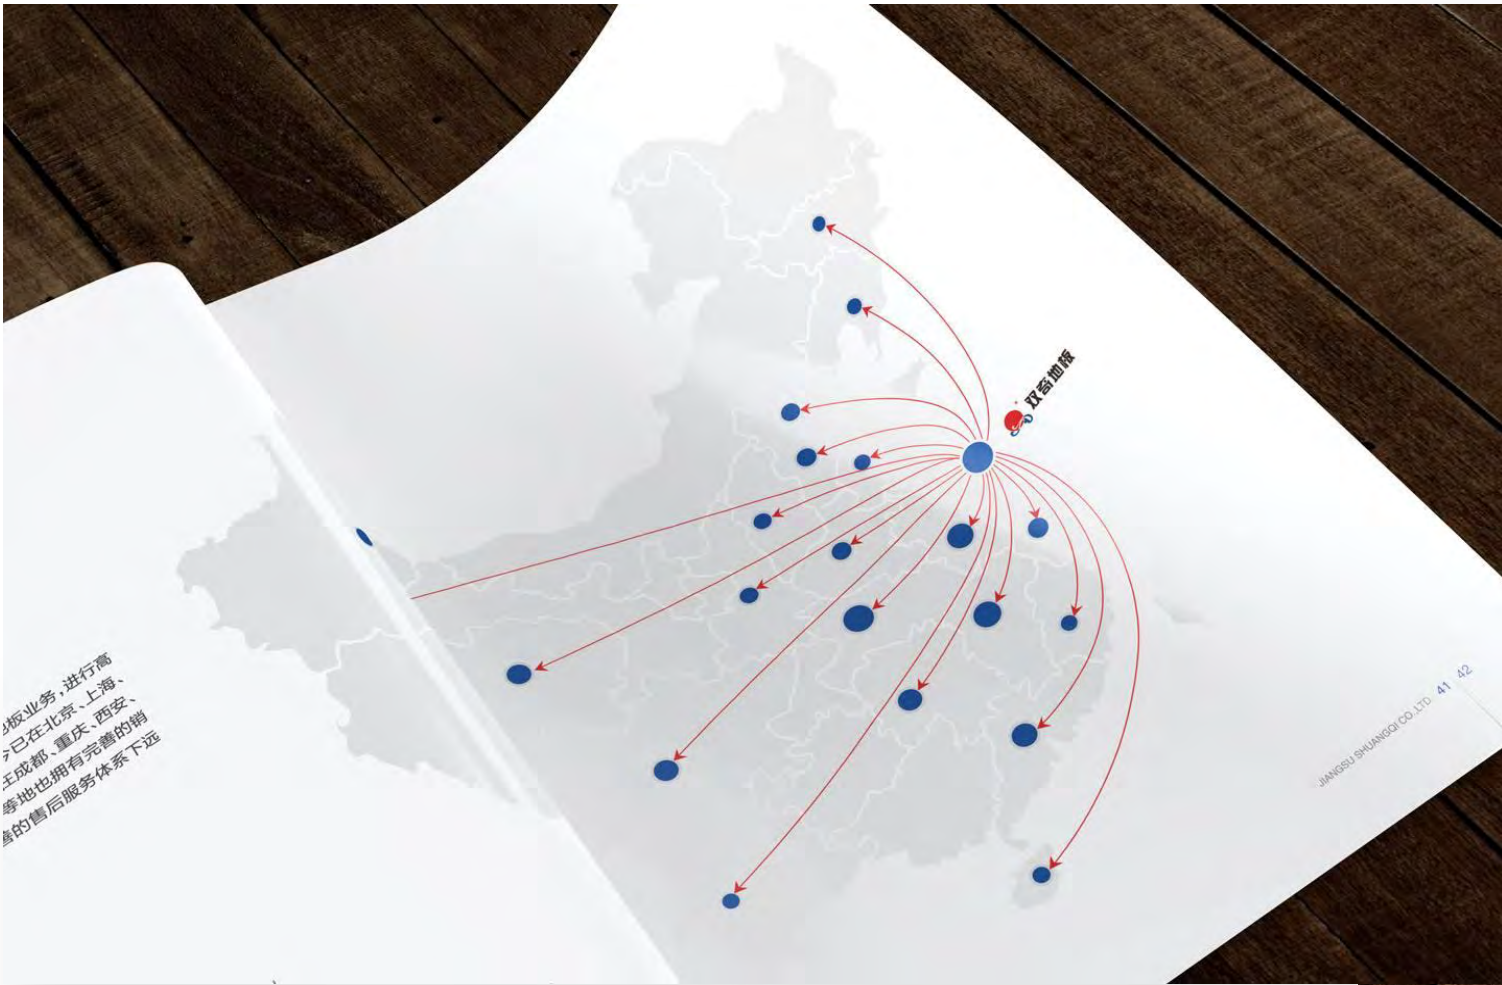 板业务,进行高
今已在北京、上海、
在成都、重庆、西安、
等地也拥有完善的销
善的售后服务体系下远
双奇地板
JIANGSU SHUANGQI CO.,LTD 41 42